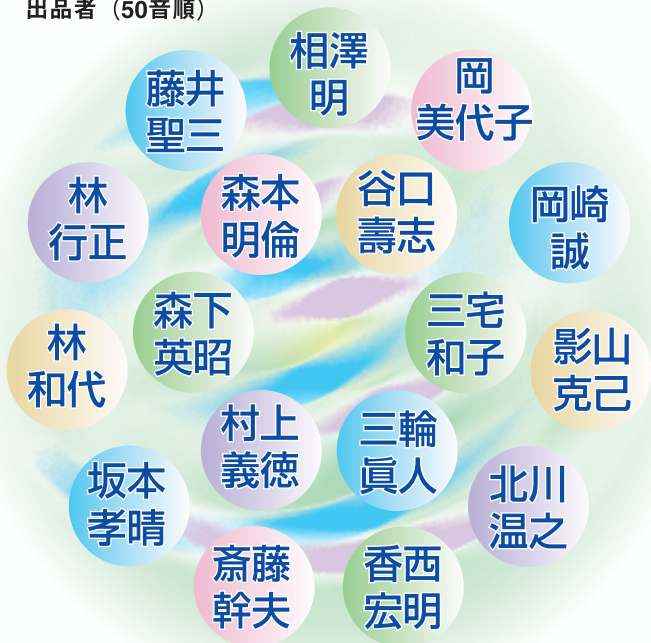 出品者（50音順）
相澤
明
岡
美代子
岡崎
誠
影山
克己
北川
温之
香西
宏明
斎藤
幹夫
坂本
孝晴
林
和代
林
行正
藤井
聖三
谷口
壽志
三宅
和子
三輪
眞人
村上
義徳
森下
英昭
森本
明倫